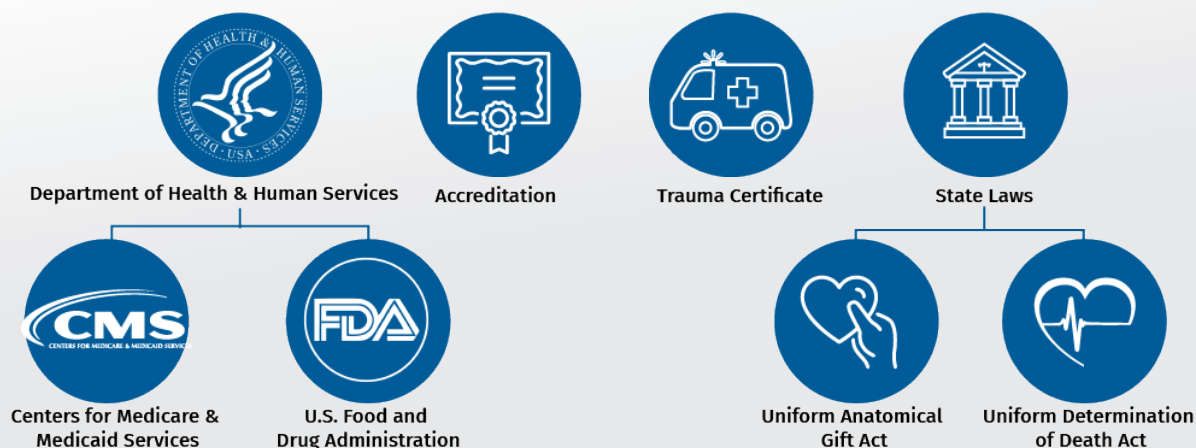 DEPARTMENT OF HEALTH & HUMAN SERVICES · USA ·
Department of Health & Human Services
Accreditation
Trauma Certificate
State Laws
CMS
CENTERS FOR MEDICARE & MEDICAID SERVICES
FDA
Centers for Medicare &
Medicaid Services
U.S. Food and
Drug Administration
Uniform Anatomical
Gift Act
Uniform Determination
of Death Act